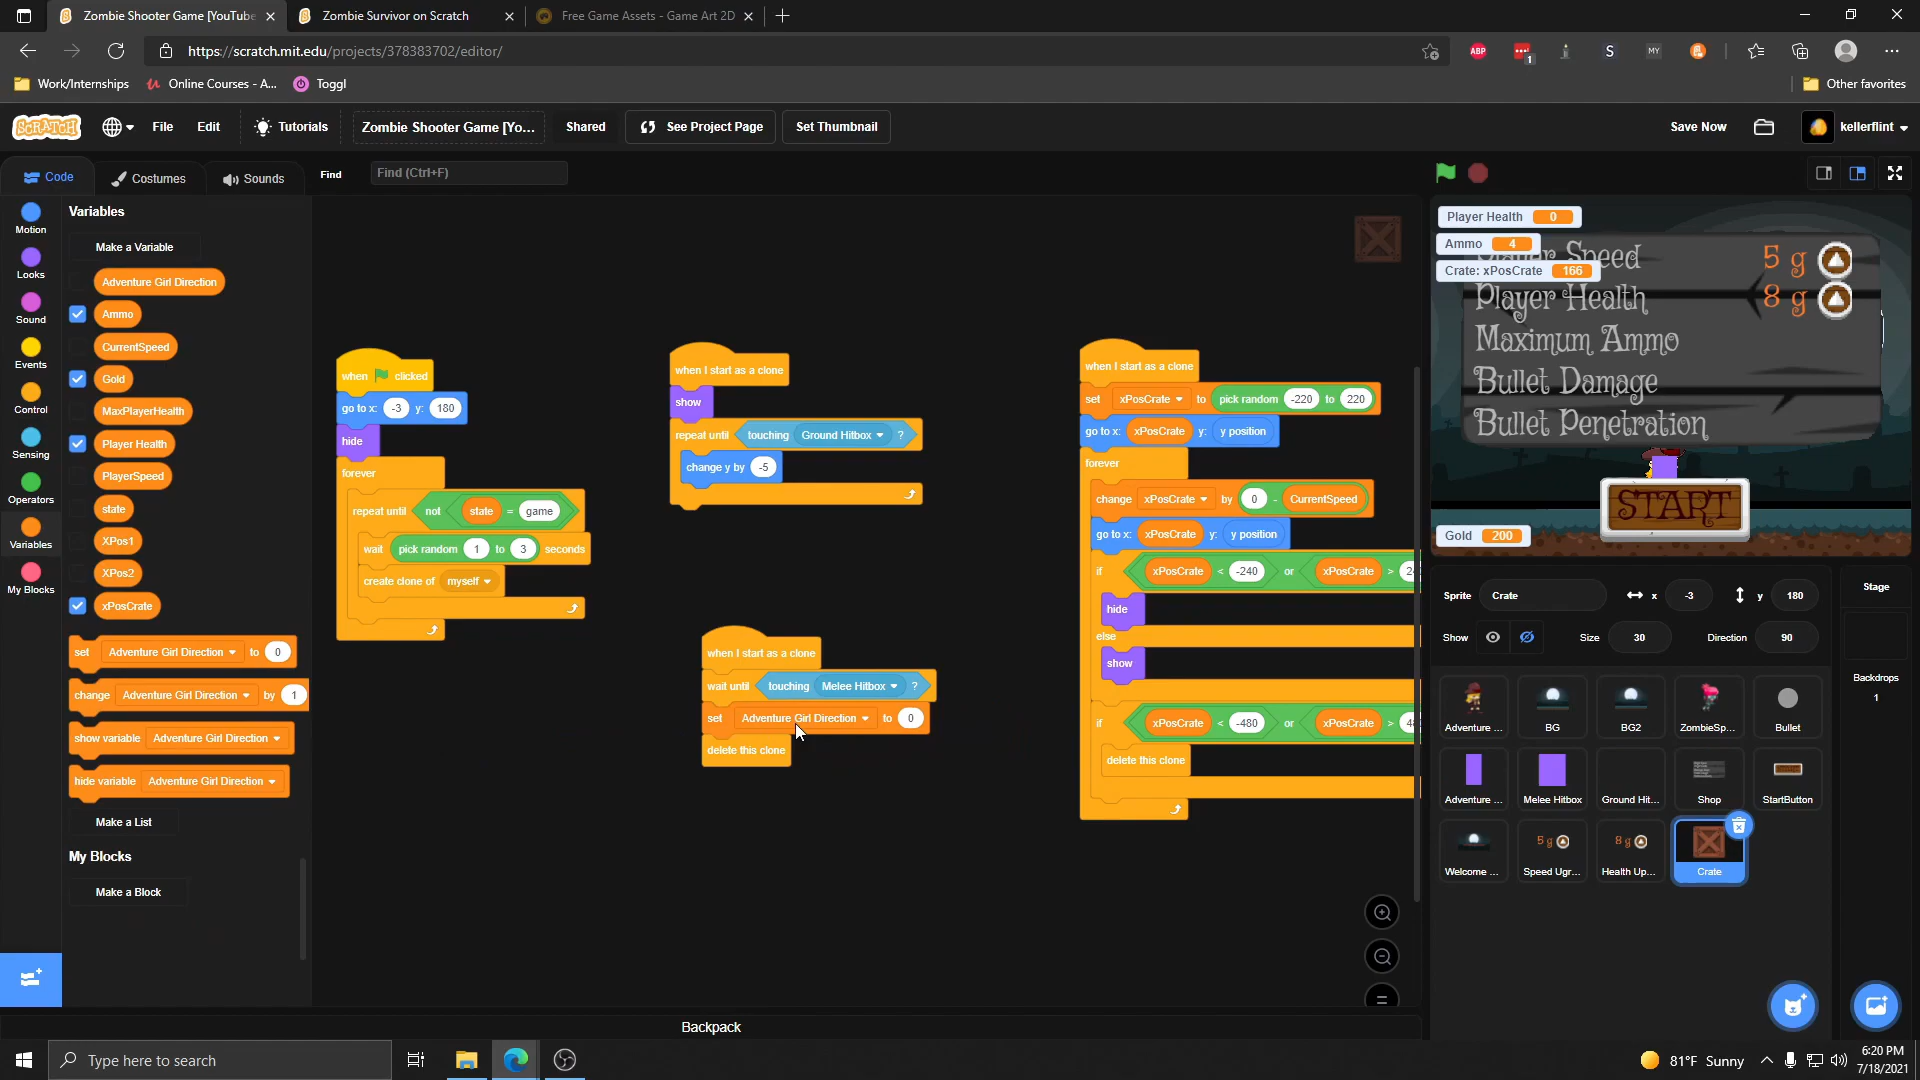 Zombie Shooter Game [YouTube
Zombie Survivor on Scratch
Free Game Assets - Game Art 2D
https://scratch.mit.edu/projects/378383702/editor/
ABP
1
S
MY
Work/Internships
Online Courses - A...
Toggl
Other favorites
SCRATCH
File
Edit
Tutorials
Zombie Shooter Game [Yo...
Shared
See Project Page
Set Thumbnail
Save Now
kellerflint
Code
Costumes
Sounds
Find
Find (Ctrl+F)
Motion
Looks
Sound
Events
Control
Sensing
Operators
Variables
My Blocks
Variables
Make a Variable
Adventure Girl Direction
Ammo
CurrentSpeed
Gold
MaxPlayerHealth
Player Health
PlayerSpeed
state
XPos1
XPos2
xPosCrate
set Adventure Girl Direction to 0
change Adventure Girl Direction by 1
show variable Adventure Girl Direction
hide variable Adventure Girl Direction
Make a List
My Blocks
Make a Block
when clicked
go to x: -3 y: 180
hide
forever
repeat until not state = game
wait pick random 1 to 3 seconds
create clone of myself
when I start as a clone
show
repeat until touching Ground Hitbox ?
change y by -5
when I start as a clone
wait until touching Melee Hitbox ?
set Adventure Girl Direction to 0
delete this clone
when I start as a clone
set xPosCrate to pick random -220 to 220
go to x: xPosCrate y: y position
forever
change xPosCrate by 0 - CurrentSpeed
go to x: xPosCrate y: y position
if xPosCrate < -240 or xPosCrate > 2
hide
else
show
if xPosCrate < -480 or xPosCrate > 48
delete this clone
Backpack
Player Health 0
Ammo 4
Crate: xPosCrate 166
Player Speed 5 g
Player Health 8 g
Maximum Ammo
Bullet Damage
Bullet Penetration
START
Gold 200
Sprite Crate x -3 y 180
Show Size 30 Direction 90
Stage
Backdrops
1
Adventure ...
BG
BG2
ZombieSp...
Bullet
Adventure ...
Melee Hitbox
Ground Hit...
Shop
StartButton
Welcome ...
5 g
Speed Ugr...
8 g
Health Up...
Crate
Type here to search
81°F Sunny
6:20 PM
7/18/2021